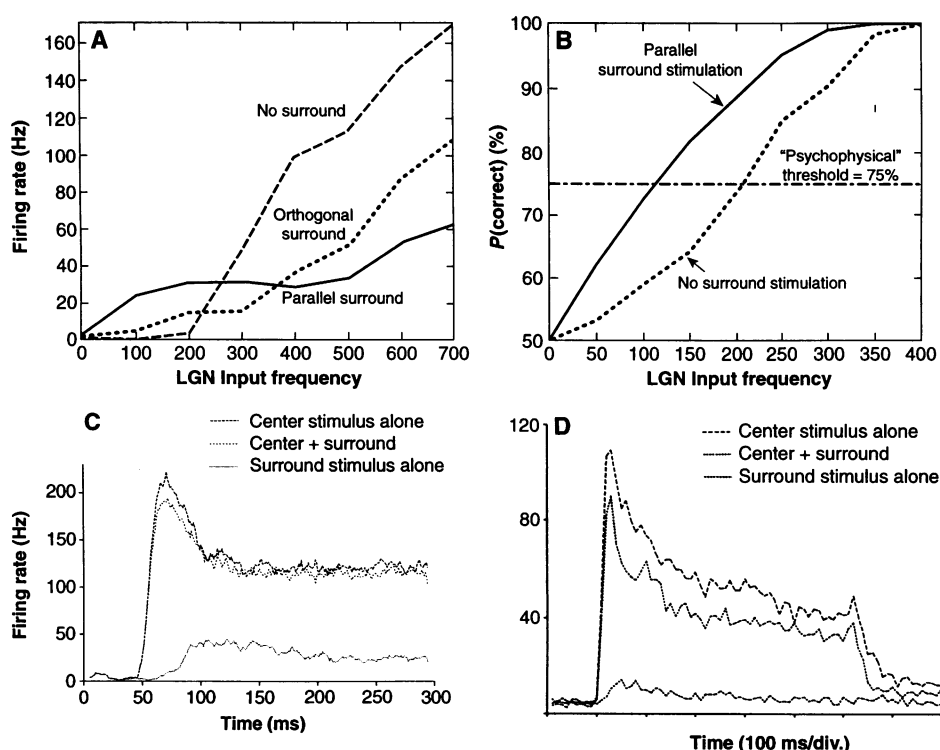 A
160
140
120
100
80
60
40
20
0
Firing rate (Hz)
No surround
Orthogonal
surround
Parallel surround
0 100 200 300 400 500 600 700
LGN Input frequency
B
100
90
80
70
60
50
P(correct) (%)
Parallel
surround stimulation
"Psychophysical"
threshold = 75%
No surround stimulation
0 50 100 150 200 250 300 350 400
LGN Input frequency
C
Center stimulus alone
Center + surround
Surround stimulus alone
200
150
100
50
0
Firing rate (Hz)
0 50 100 150 200 250 300
Time (ms)
D
Center stimulus alone
Center + surround
Surround stimulus alone
120
80
40
Time (100 ms/div.)